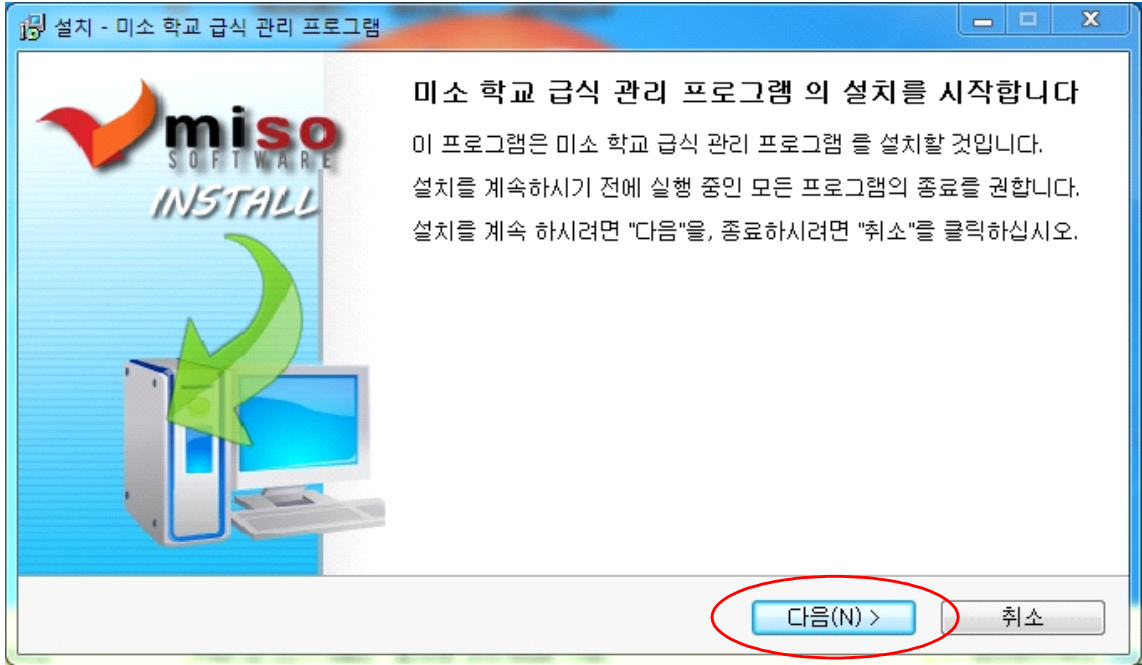 설치 - 미소 학교 급식 관리 프로그램
miso
SOFTWARE
INSTALL
미소 학교 급식 관리 프로그램 의 설치를 시작합니다
이 프로그램은 미소 학교 급식 관리 프로그램 를 설치할 것입니다.
설치를 계속하시기 전에 실행 중인 모든 프로그램의 종료를 권합니다.
설치를 계속 하시려면 "다음"을, 종료하시려면 "취소"를 클릭하십시오.
다음(N) >
취소